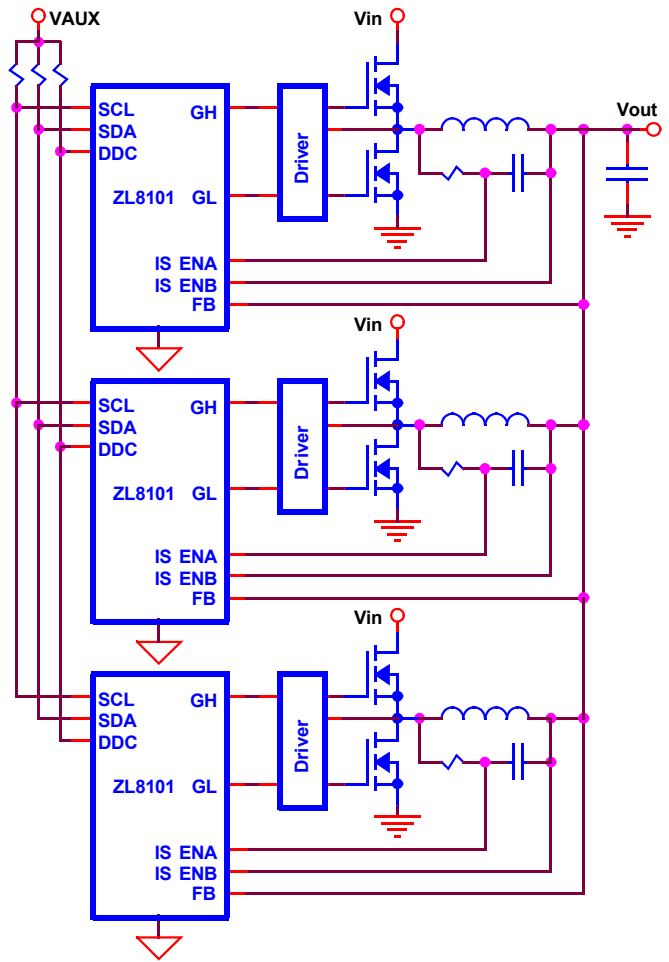 VAUX
Vin
SCL
GH
SDA
DDC
Driver
Vout
ZL8101
GL
IS ENA
IS ENB
FB
Vin
SCL
GH
SDA
DDC
Driver
ZL8101
GL
IS ENA
IS ENB
FB
Vin
SCL
GH
SDA
DDC
Driver
ZL8101
GL
IS ENA
IS ENB
FB